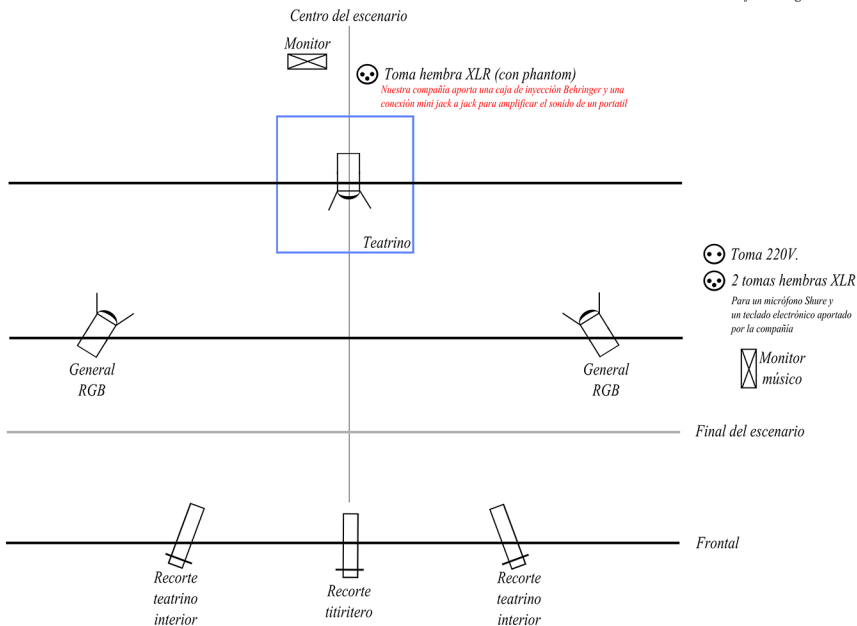 Centro del escenario
Monitor
Toma hembra XLR (con phantom)
Nuestra compañía aporta una caja de inyección Behringer y una
conexión mini jack a jack para amplificar el sonido de un portatil
Teatrino
Toma 220V.
2 tomas hembras XLR
Para un micrófono Shure y
un teclado electrónico aportado
por la compañía
General
RGB
General
RGB
Monitor
músico
Final del escenario
Frontal
Recorte
teatrino
interior
Recorte
titiritero
Recorte
teatrino
interior